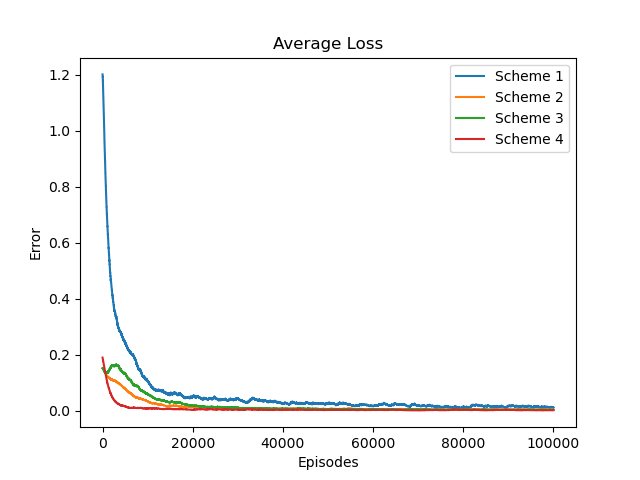 Average Loss
Scheme 1
Scheme 2
Scheme 3
Scheme 4
Error
1.2
1.0
0.8
0.6
0.4
0.2
0.0
0 20000 40000 60000 80000 100000
Episodes